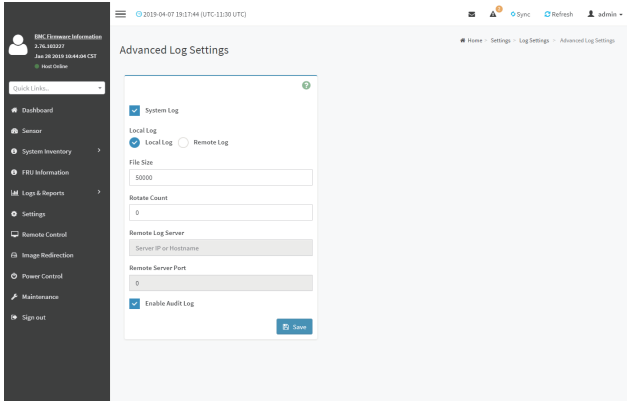 2019-04-07 19:17:44 (UTC-11:30 UTC)
3
Sync
Refresh
admin
BMC Firmware Information
2.76.103227
Jan 28 2019 10:44:04 CST
Host Online
Quick Links..
Dashboard
Sensor
System Inventory
FRU Information
Logs & Reports
Settings
Remote Control
Image Redirection
Power Control
Maintenance
Sign out
Advanced Log Settings
Home - Settings - Log Settings - Advanced Log Settings
System Log
Local Log
Local Log Remote Log
File Size
50000
Rotate Count
0
Remote Log Server
Server IP or Hostname
Remote Server Port
0
Enable Audit Log
Save